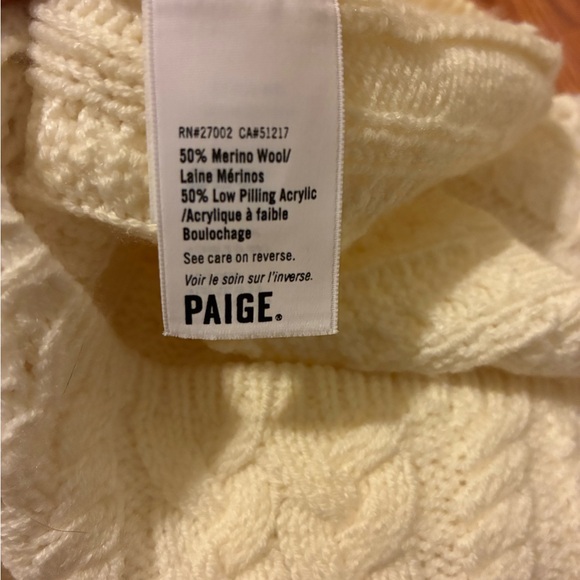 RN#27002 CA#51217
50% Merino Wool/
Laine Mérinos
50% Low Pilling Acrylic
/Acrylique à faible
Boulochage
See care on reverse.
Voir le soin sur l'inverse.
PAIGE®